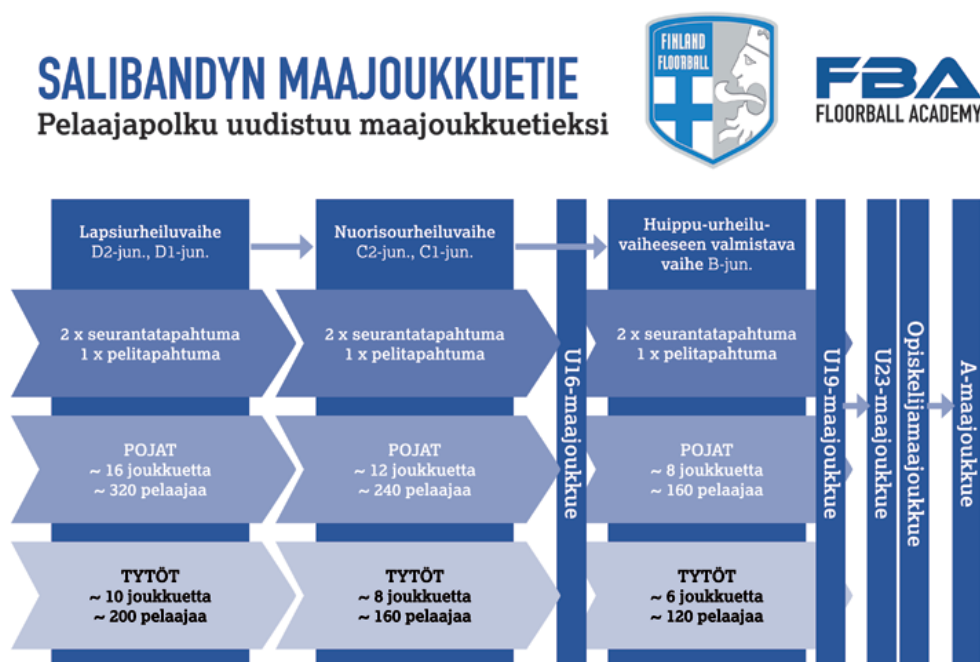 SALIBANDYN MAAJOUKKUETIE
Pelaajapolku uudistuu maajoukkuetieksi
FINLAND
FLOORBALL
FBA
FLOORBALL ACADEMY
Lapsiurheiluvaihe
D2-jun., D1-jun.
Nuorisourheiluvaihe
C2-jun., C1-jun.
Huippu-urheilu-
vaiheeseen valmistava
vaihe B-jun.
2 x seurantatapahtuma
1 x pelitapahtuma
2 x seurantatapahtuma
1 x pelitapahtuma
2 x seurantatapahtuma
1 x pelitapahtuma
POJAT
~ 16 joukkuetta
~ 320 pelaajaa
POJAT
~ 12 joukkuetta
~ 240 pelaajaa
POJAT
~ 8 joukkuetta
~ 160 pelaajaa
TYTÖT
~ 10 joukkuetta
~ 200 pelaajaa
TYTÖT
~ 8 joukkuetta
~ 160 pelaajaa
TYTÖT
~ 6 joukkuetta
~ 120 pelaajaa
U16-maajoukkue
U19-maajoukkue
U23-maajoukkue
Opiskelijamaajoukkue
A-maajoukkue